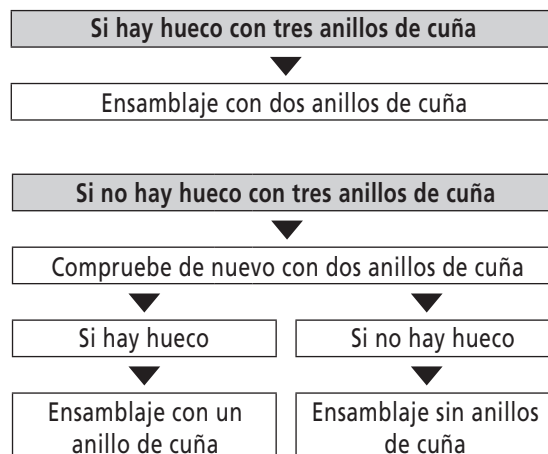 Si hay hueco con tres anillos de cuña
Ensamblaje con dos anillos de cuña
Si no hay hueco con tres anillos de cuña
Compruebe de nuevo con dos anillos de cuña
Si hay hueco
Si no hay hueco
Ensamblaje con un
anillo de cuña
Ensamblaje sin anillos
de cuña